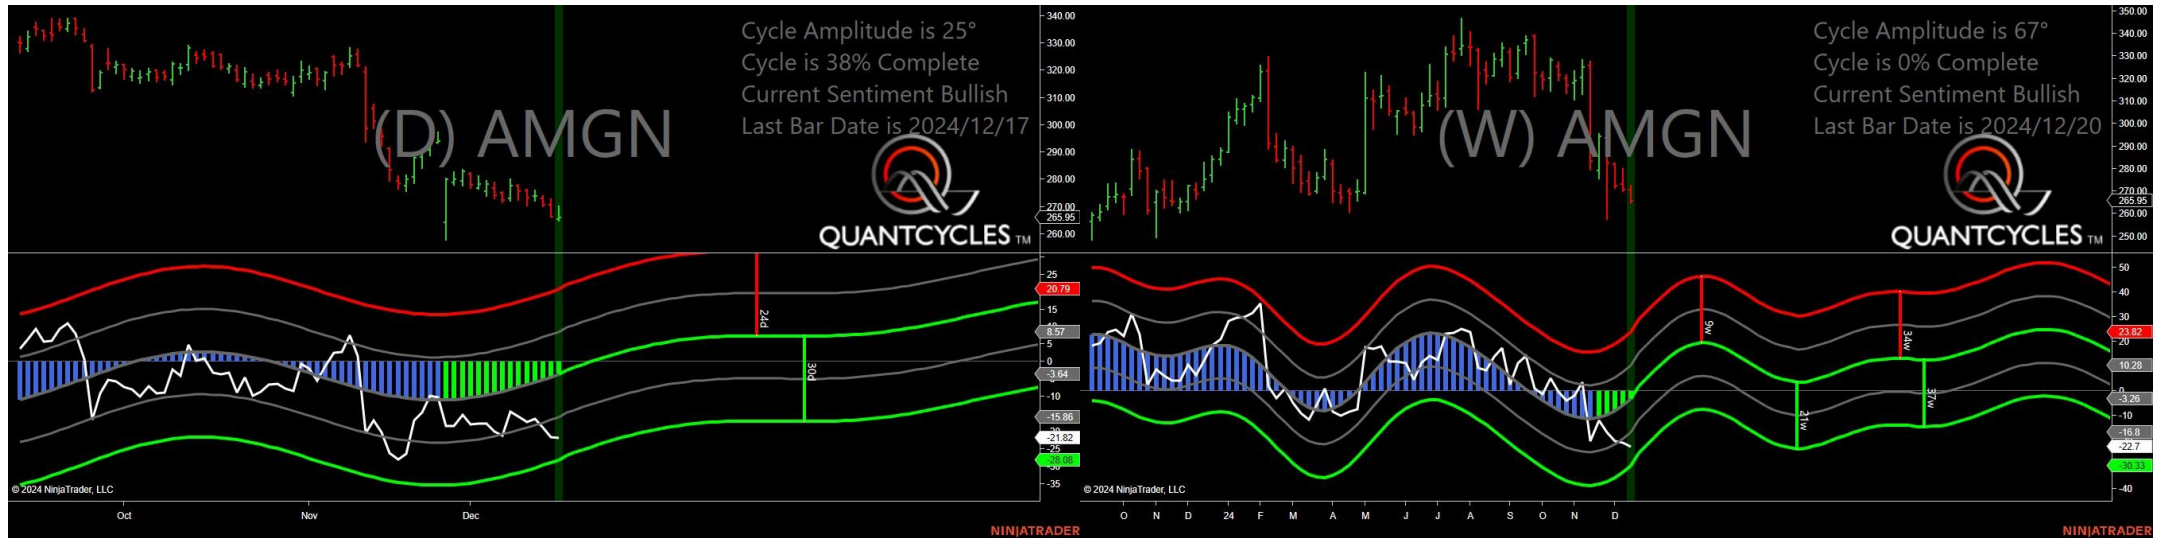 Cycle Amplitude is 25°
Cycle is 38% Complete
Current Sentiment Bullish
Last Bar Date is 2024/12/17
(D) AMGN
QUANTCYCLES TM
340.00
330.00
320.00
310.00
300.00
290.00
280.00
270.00
265.95
260.00
25
20.79
15
8.57
5
0
-3.64
-10
-15.86
-21.82
-25
-28.08
-35
24d
30d
© 2024 NinjaTrader, LLC
Oct Nov Dec
NINJATRADER
Cycle Amplitude is 67°
Cycle is 0% Complete
Current Sentiment Bullish
Last Bar Date is 2024/12/20
(W) AMGN
QUANTCYCLES TM
350.00
340.00
330.00
320.00
310.00
300.00
290.00
280.00
270.00
265.95
260.00
250.00
50
40
30
23.82
20
10.28
0
-3.26
-10
-16.8
-22.7
-30.33
-40
9w
21w
34w
37w
© 2024 NinjaTrader, LLC
O N D 24 F M A M J J A S O N D
NINJATRADER